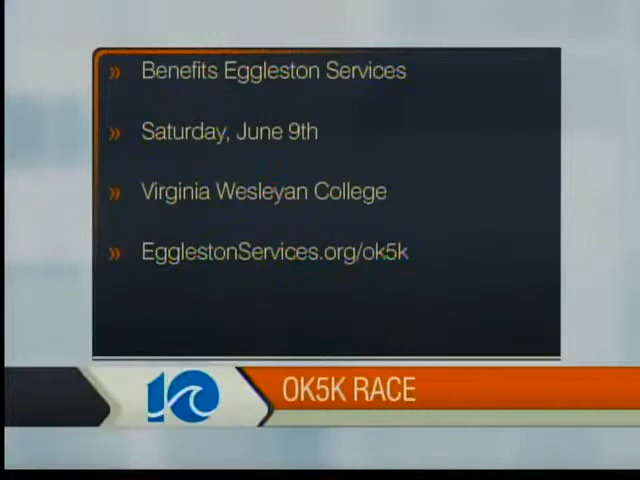 » Benefits Eggleston Services
» Saturday, June 9th
» Virginia Wesleyan College
» EgglestonServices.org/ok5k
10
OK5K RACE